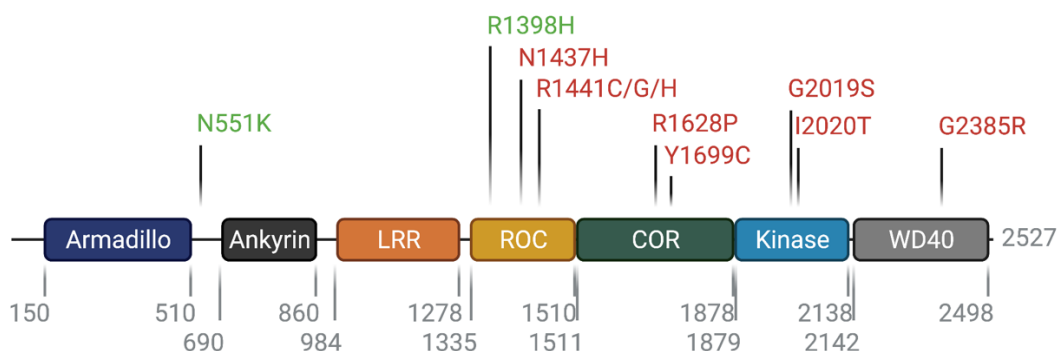 R1398H
N1437H
R1441C/G/H
G2019S
N551K
R1628P
I2020T
G2385R
Y1699C
Armadillo
Ankyrin
LRR
ROC
COR
Kinase
WD40
2527
150
510
860
1278
1510
1878
2138
2498
690
984
1335
1511
1879
2142